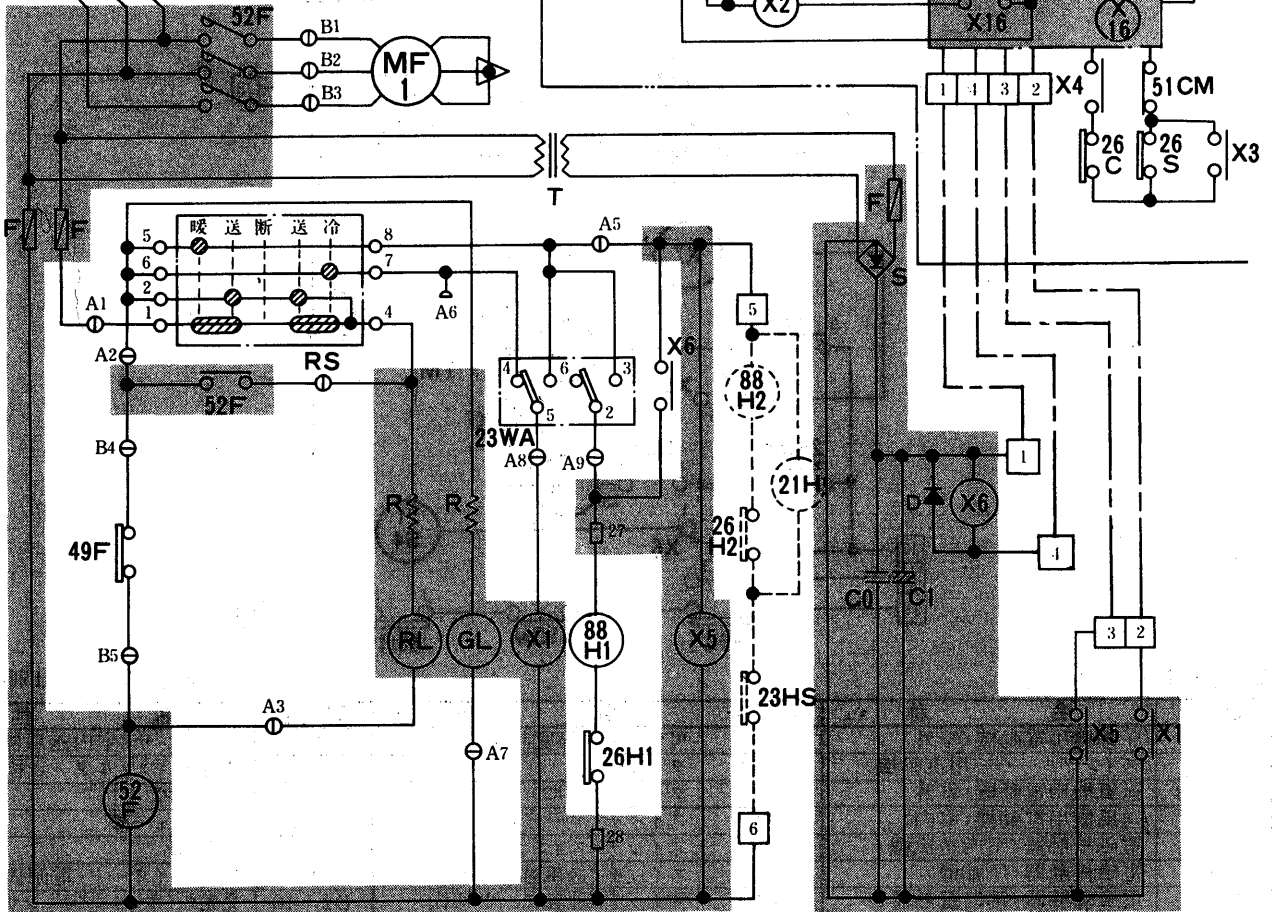 52F
B1
B2
B3
MF
1
X2
X16
X
16
1 4 3 2
X4
51CM
26
C
26
S
X3
T
F
F
F
S
暖 送 断 送 冷
5
8
6
7
2
1
4
A1
A2
A5
A6
RS
52F
X6
5
4
6
3
5
2
23WA
A8
A9
88
H2
21H
B4
R
R
27
49F
26
H2
D
X6
1
4
C0
C1
3 2
RL
GL
X1
88
H1
X5
B5
A3
A7
23HS
26H1
X5
X1
52
F
28
6